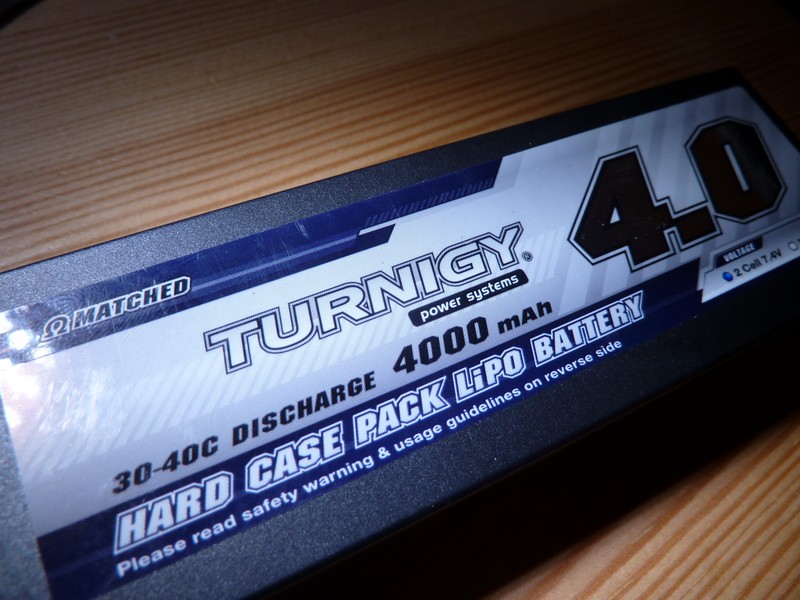 Ω MATCHED
TURNIGY®
power systems
4.0
VOLTAGE
2 Cell 7.4V
30-40C DISCHARGE 4000 mAh
HARD CASE PACK LiPO BATTERY
Please read safety warning & usage guidelines on reverse side